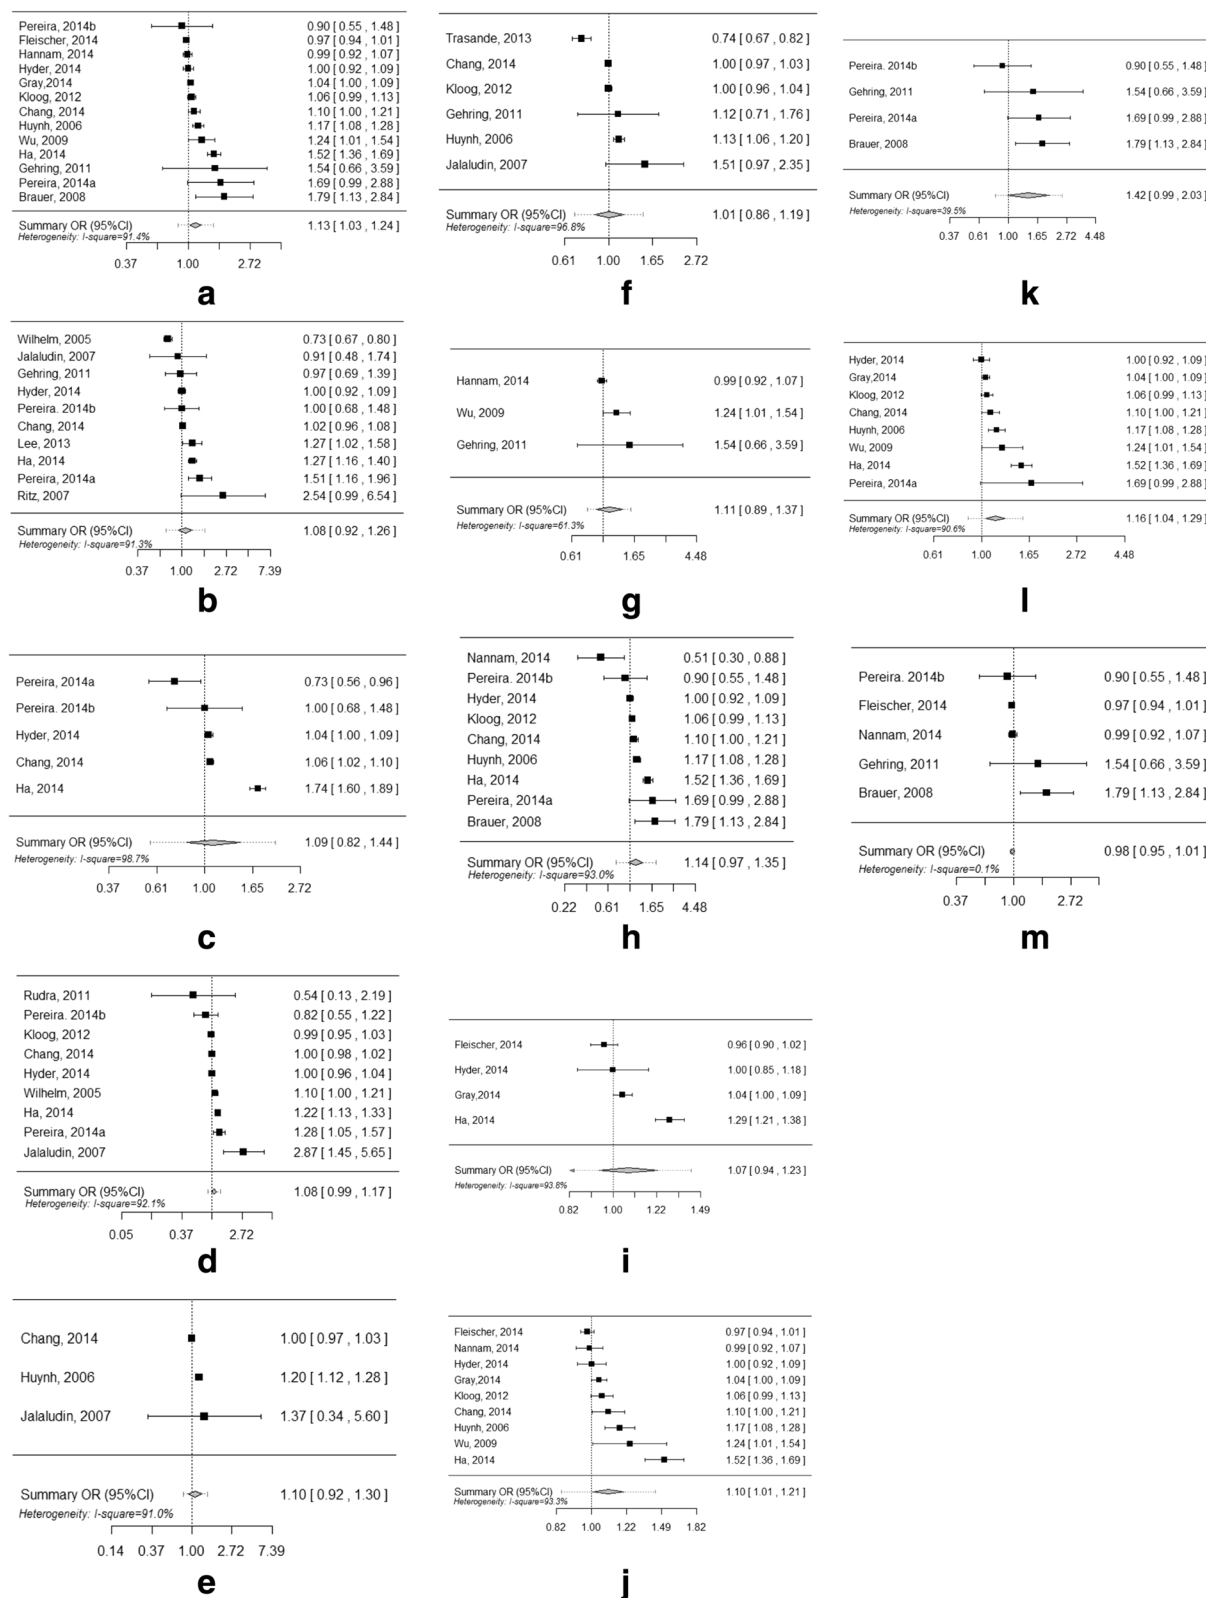 Pereira, 2014b 0.90 [ 0.55 , 1.48 ]
Fleischer, 2014 0.97 [ 0.94 , 1.01 ]
Hannam, 2014 0.99 [ 0.92 , 1.07 ]
Hyder, 2014 1.00 [ 0.92 , 1.09 ]
Gray,2014 1.04 [ 1.00 , 1.09 ]
Kloog, 2012 1.06 [ 0.99 , 1.13 ]
Chang, 2014 1.10 [ 1.00 , 1.21 ]
Huynh, 2006 1.17 [ 1.08 , 1.28 ]
Wu, 2009 1.24 [ 1.01 , 1.54 ]
Ha, 2014 1.52 [ 1.36 , 1.69 ]
Gehring, 2011 1.54 [ 0.66 , 3.59 ]
Pereira, 2014a 1.69 [ 0.99 , 2.88 ]
Brauer, 2008 1.79 [ 1.13 , 2.84 ]
Summary OR (95%CI) 1.13 [ 1.03 , 1.24 ]
Heterogeneity: I-square=91.4%
0.37 1.00 2.72
a
Wilhelm, 2005 0.73 [ 0.67 , 0.80 ]
Jalaludin, 2007 0.91 [ 0.48 , 1.74 ]
Gehring, 2011 0.97 [ 0.69 , 1.39 ]
Hyder, 2014 1.00 [ 0.92 , 1.09 ]
Pereira. 2014b 1.00 [ 0.68 , 1.48 ]
Chang, 2014 1.02 [ 0.96 , 1.08 ]
Lee, 2013 1.27 [ 1.02 , 1.58 ]
Ha, 2014 1.27 [ 1.16 , 1.40 ]
Pereira, 2014a 1.51 [ 1.16 , 1.96 ]
Ritz, 2007 2.54 [ 0.99 , 6.54 ]
Summary OR (95%CI) 1.08 [ 0.92 , 1.26 ]
Heterogeneity: I-square=91.3%
0.37 1.00 2.72 7.39
b
Pereira, 2014a 0.73 [ 0.56 , 0.96 ]
Pereira. 2014b 1.00 [ 0.68 , 1.48 ]
Hyder, 2014 1.04 [ 1.00 , 1.09 ]
Chang, 2014 1.06 [ 1.02 , 1.10 ]
Ha, 2014 1.74 [ 1.60 , 1.89 ]
Summary OR (95%CI) 1.09 [ 0.82 , 1.44 ]
Heterogeneity: I-square=98.7%
0.37 0.61 1.00 1.65 2.72
c
Rudra, 2011 0.54 [ 0.13 , 2.19 ]
Pereira. 2014b 0.82 [ 0.55 , 1.22 ]
Kloog, 2012 0.99 [ 0.95 , 1.03 ]
Chang, 2014 1.00 [ 0.98 , 1.02 ]
Hyder, 2014 1.00 [ 0.96 , 1.04 ]
Wilhelm, 2005 1.10 [ 1.00 , 1.21 ]
Ha, 2014 1.22 [ 1.13 , 1.33 ]
Pereira, 2014a 1.28 [ 1.05 , 1.57 ]
Jalaludin, 2007 2.87 [ 1.45 , 5.65 ]
Summary OR (95%CI) 1.08 [ 0.99 , 1.17 ]
Heterogeneity: I-square=92.1%
0.05 0.37 2.72
d
Chang, 2014 1.00 [ 0.97 , 1.03 ]
Huynh, 2006 1.20 [ 1.12 , 1.28 ]
Jalaludin, 2007 1.37 [ 0.34 , 5.60 ]
Summary OR (95%CI) 1.10 [ 0.92 , 1.30 ]
Heterogeneity: I-square=91.0%
0.14 0.37 1.00 2.72 7.39
e
Trasande, 2013 0.74 [ 0.67 , 0.82 ]
Chang, 2014 1.00 [ 0.97 , 1.03 ]
Kloog, 2012 1.00 [ 0.96 , 1.04 ]
Gehring, 2011 1.12 [ 0.71 , 1.76 ]
Huynh, 2006 1.13 [ 1.06 , 1.20 ]
Jalaludin, 2007 1.51 [ 0.97 , 2.35 ]
Summary OR (95%CI) 1.01 [ 0.86 , 1.19 ]
Heterogeneity: I-square=96.8%
0.61 1.00 1.65 2.72
f
Hannam, 2014 0.99 [ 0.92 , 1.07 ]
Wu, 2009 1.24 [ 1.01 , 1.54 ]
Gehring, 2011 1.54 [ 0.66 , 3.59 ]
Summary OR (95%CI) 1.11 [ 0.89 , 1.37 ]
Heterogeneity: I-square=61.3%
0.61 1.65 4.48
g
Nannam, 2014 0.51 [ 0.30 , 0.88 ]
Pereira. 2014b 0.90 [ 0.55 , 1.48 ]
Hyder, 2014 1.00 [ 0.92 , 1.09 ]
Kloog, 2012 1.06 [ 0.99 , 1.13 ]
Chang, 2014 1.10 [ 1.00 , 1.21 ]
Huynh, 2006 1.17 [ 1.08 , 1.28 ]
Ha, 2014 1.52 [ 1.36 , 1.69 ]
Pereira, 2014a 1.69 [ 0.99 , 2.88 ]
Brauer, 2008 1.79 [ 1.13 , 2.84 ]
Summary OR (95%CI) 1.14 [ 0.97 , 1.35 ]
Heterogeneity: I-square=93.0%
0.22 0.61 1.65 4.48
h
Fleischer, 2014 0.96 [ 0.90 , 1.02 ]
Hyder, 2014 1.00 [ 0.85 , 1.18 ]
Gray,2014 1.04 [ 1.00 , 1.09 ]
Ha, 2014 1.29 [ 1.21 , 1.38 ]
Summary OR (95%CI) 1.07 [ 0.94 , 1.23 ]
Heterogeneity: I-square=93.8%
0.82 1.00 1.22 1.49
i
Fleischer, 2014 0.97 [ 0.94 , 1.01 ]
Nannam, 2014 0.99 [ 0.92 , 1.07 ]
Hyder, 2014 1.00 [ 0.92 , 1.09 ]
Gray,2014 1.04 [ 1.00 , 1.09 ]
Kloog, 2012 1.06 [ 0.99 , 1.13 ]
Chang, 2014 1.10 [ 1.00 , 1.21 ]
Huynh, 2006 1.17 [ 1.08 , 1.28 ]
Wu, 2009 1.24 [ 1.01 , 1.54 ]
Ha, 2014 1.52 [ 1.36 , 1.69 ]
Summary OR (95%CI) 1.10 [ 1.01 , 1.21 ]
Heterogeneity: I-square=93.3%
0.82 1.00 1.22 1.49 1.82
j
Pereira. 2014b 0.90 [ 0.55 , 1.48 ]
Gehring, 2011 1.54 [ 0.66 , 3.59 ]
Pereira, 2014a 1.69 [ 0.99 , 2.88 ]
Brauer, 2008 1.79 [ 1.13 , 2.84 ]
Summary OR (95%CI) 1.42 [ 0.99 , 2.03 ]
Heterogeneity: I-square=39.5%
0.37 0.61 1.00 1.65 2.72 4.48
k
Hyder, 2014 1.00 [ 0.92 , 1.09 ]
Gray,2014 1.04 [ 1.00 , 1.09 ]
Kloog, 2012 1.06 [ 0.99 , 1.13 ]
Chang, 2014 1.10 [ 1.00 , 1.21 ]
Huynh, 2006 1.17 [ 1.08 , 1.28 ]
Wu, 2009 1.24 [ 1.01 , 1.54 ]
Ha, 2014 1.52 [ 1.36 , 1.69 ]
Pereira, 2014a 1.69 [ 0.99 , 2.88 ]
Summary OR (95%CI) 1.16 [ 1.04 , 1.29 ]
Heterogeneity: I-square=90.6%
0.61 1.00 1.65 2.72 4.48
l
Pereira. 2014b 0.90 [ 0.55 , 1.48 ]
Fleischer, 2014 0.97 [ 0.94 , 1.01 ]
Nannam, 2014 0.99 [ 0.92 , 1.07 ]
Gehring, 2011 1.54 [ 0.66 , 3.59 ]
Brauer, 2008 1.79 [ 1.13 , 2.84 ]
Summary OR (95%CI) 0.98 [ 0.95 , 1.01 ]
Heterogeneity: I-square=0.1%
0.37 1.00 2.72
m